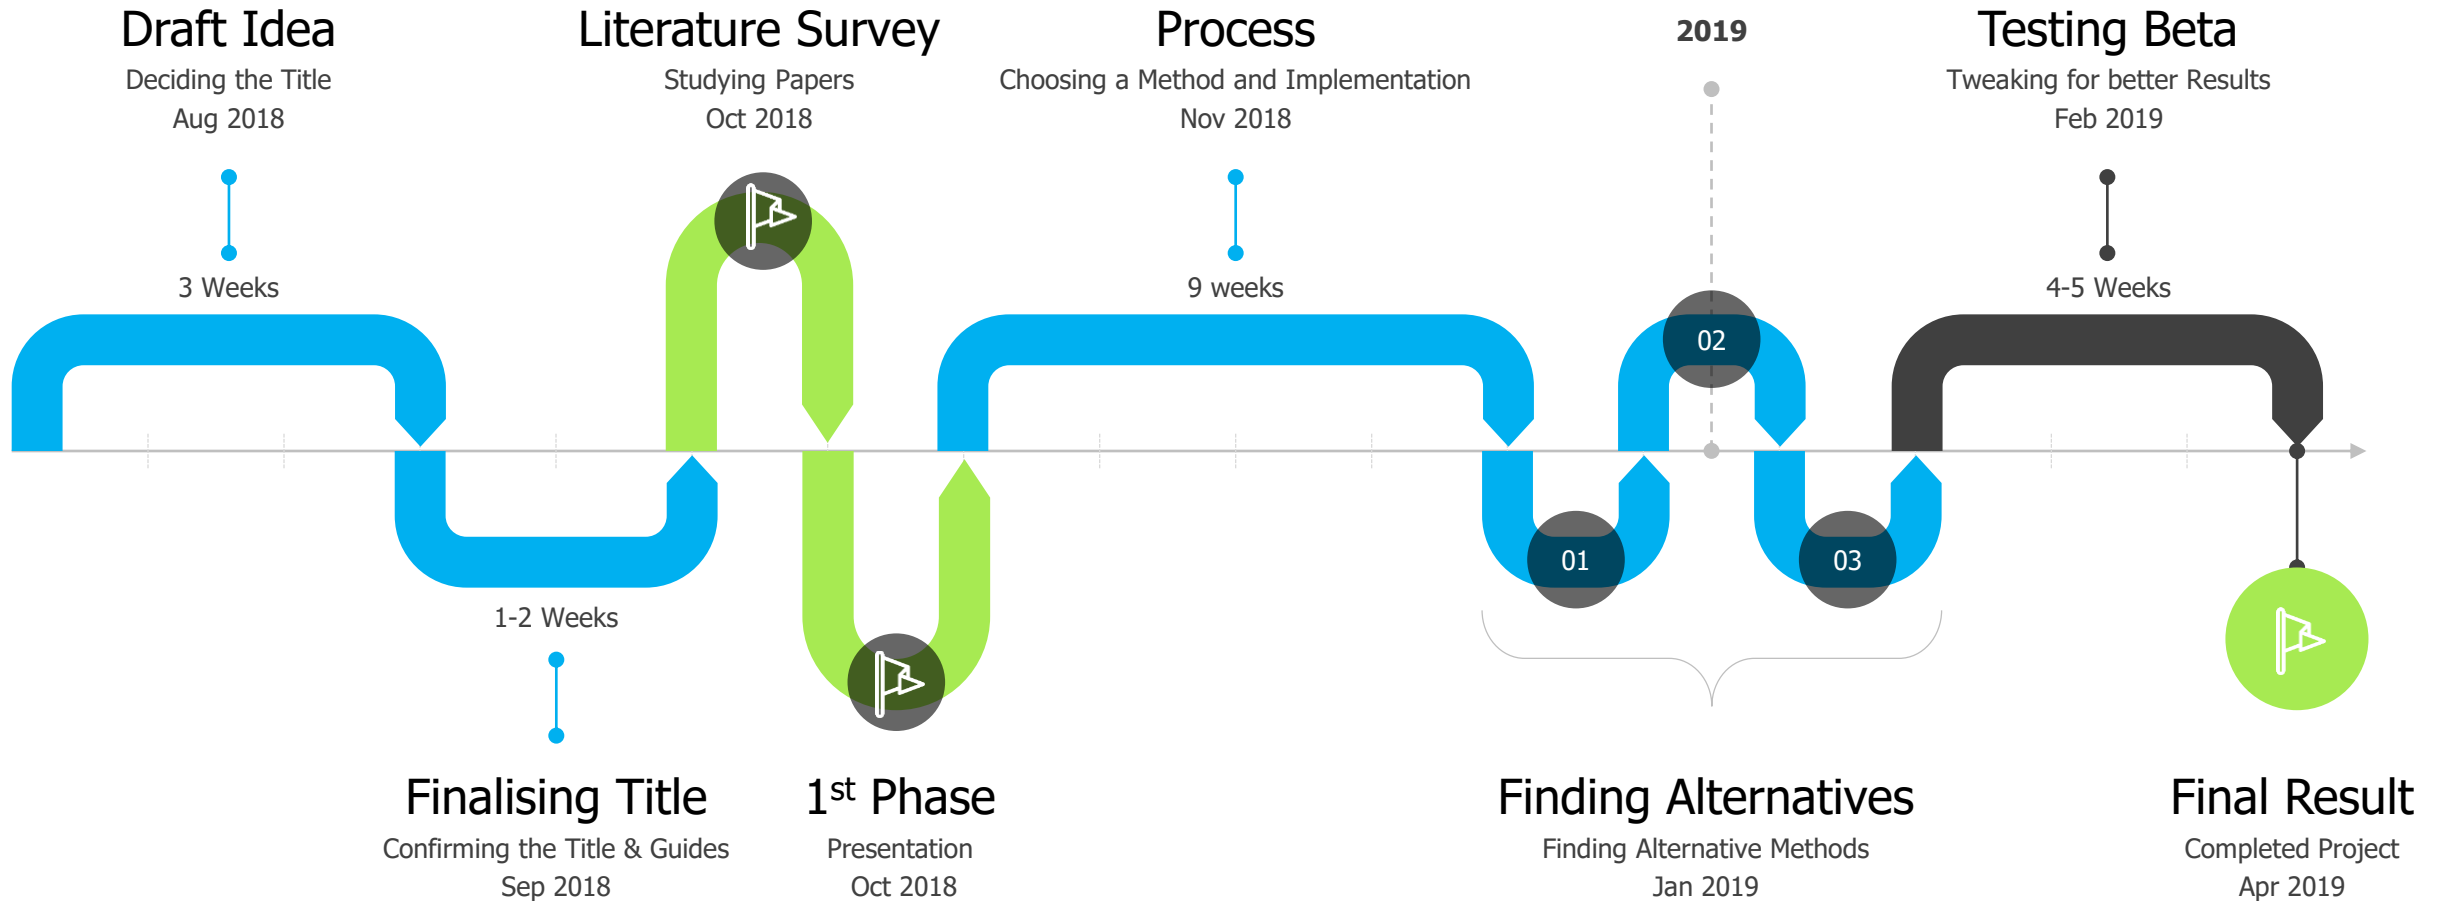 Draft Idea
Deciding the Title
Aug 2018
3 Weeks
Finalising Title
Confirming the Title & Guides
Sep 2018
1-2 Weeks
Literature Survey
Studying Papers
Oct 2018
1st Phase
Presentation
Oct 2018
Process
Choosing a Method and Implementation
Nov 2018
9 weeks
2019
01
02
03
Finding Alternatives
Finding Alternative Methods
Jan 2019
Testing Beta
Tweaking for better Results
Feb 2019
4-5 Weeks
Final Result
Completed Project
Apr 2019